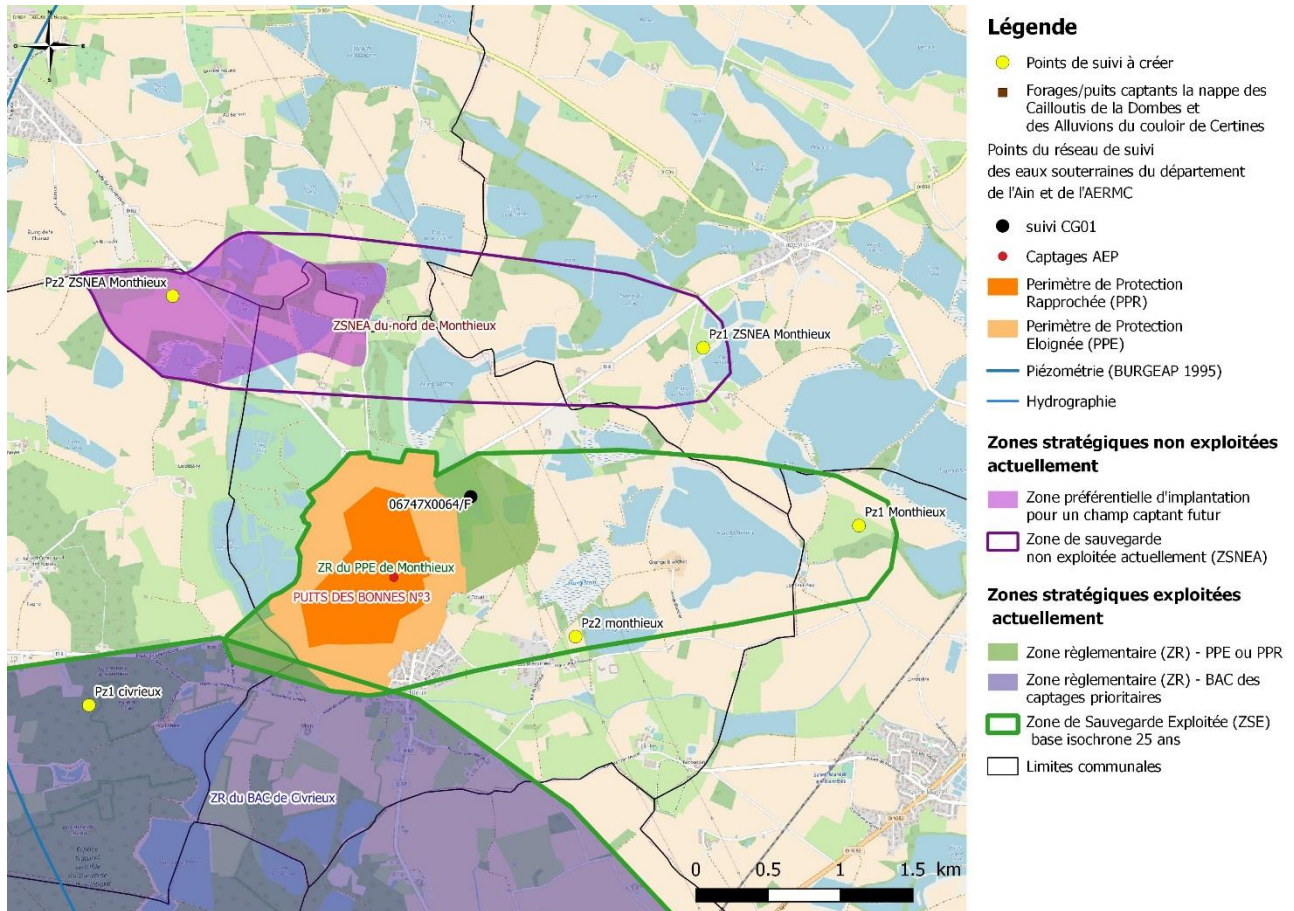 Pz2 ZSNEA Monthieux
ZSNEA du nord de Monthieux
Pz1 ZSNEA Monthieux
06747X0064/F
Pz1 Monthieux
ZR du PPE de Monthieux
PUITS DES BONNES N°3
Pz2 monthieux
Pz1 civrieux
ZR du BAC de Civrieux
0 0.5 1 1.5 km
Légende
Points de suivi à créer
Forages/puits captants la nappe des
Cailloutis de la Dombes et
des Alluvions du couloir de Certines
Points du réseau de suivi
des eaux souterraines du département
de l'Ain et de l'AERMC
suivi CG01
Captages AEP
Perimètre de Protection
Rapprochée (PPR)
Perimètre de Protection
Eloignée (PPE)
Piézométrie (BURGEAP 1995)
Hydrographie
Zones stratégiques non exploitées
actuellement
Zone préférentielle d'implantation
pour un champ captant futur
Zone de sauvegarde
non exploitée actuellement (ZSNEA)
Zones stratégiques exploitées
actuellement
Zone règlementaire (ZR) - PPE ou PPR
Zone règlementaire (ZR) - BAC des
captages prioritaires
Zone de Sauvegarde Exploitée (ZSE)
base isochrone 25 ans
Limites communales